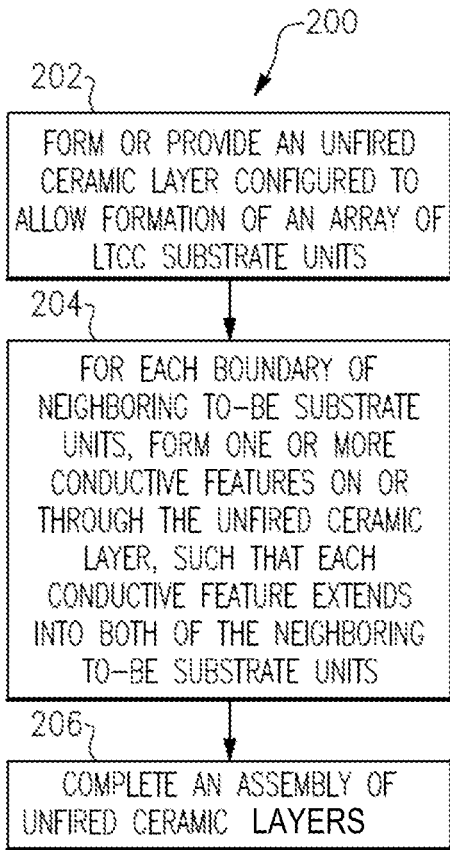 200
202
FORM OR PROVIDE AN UNFIRED
CERAMIC LAYER CONFIGURED TO
ALLOW FORMATION OF AN ARRAY OF
LTCC SUBSTRATE UNITS
204
FOR EACH BOUNDARY OF
NEIGHBORING TO-BE SUBSTRATE
UNITS, FORM ONE OR MORE
CONDUCTIVE FEATURES ON OR
THROUGH THE UNFIRED CERAMIC
LAYER, SUCH THAT EACH
CONDUCTIVE FEATURE EXTENDS
INTO BOTH OF THE NEIGHBORING
TO-BE SUBSTRATE UNITS
206
COMPLETE AN ASSEMBLY OF
UNFIRED CERAMIC LAYERS